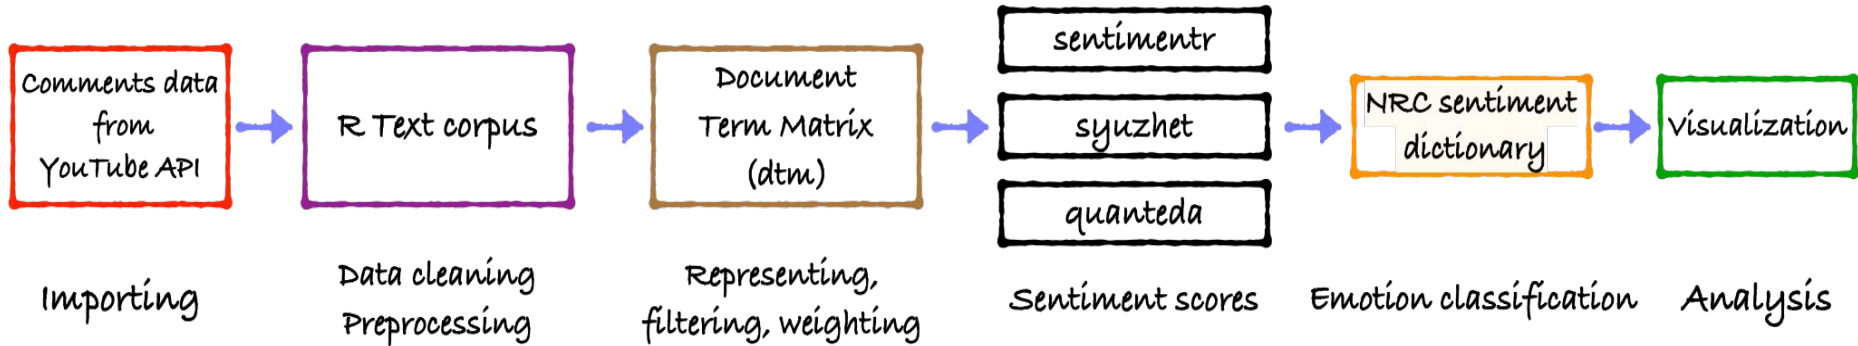 Comments data
from
YouTube API
R Text corpus
Document
Term Matrix
(dtm)
sentimentr
syuzhet
quanteda
NRC sentiment
dictionary
Visualization
Importing
Data cleaning
Preprocessing
Representing,
filtering, weighting
Sentiment scores
Emotion classification
Analysis